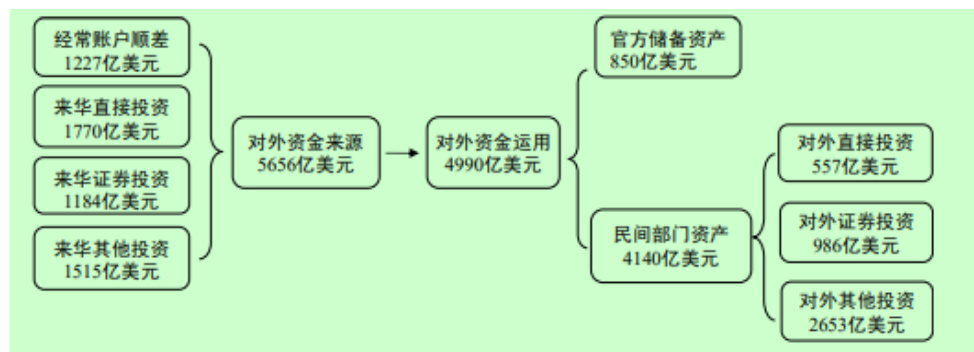 经常账户顺差
1227亿美元
来华直接投资
1770亿美元
来华证券投资
1184亿美元
来华其他投资
1515亿美元
对外资金来源
5656亿美元
对外资金运用
4990亿美元
官方储备资产
850亿美元
民间部门资产
4140亿美元
对外直接投资
557亿美元
对外证券投资
986亿美元
对外其他投资
2653亿美元